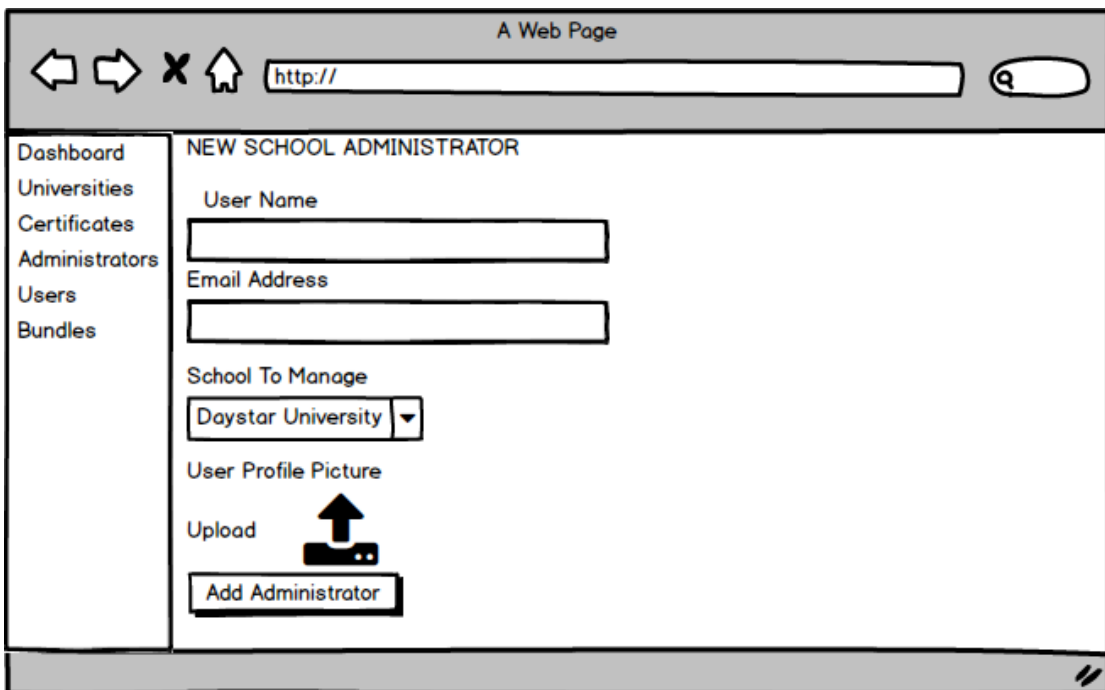 A Web Page
http://
Dashboard
Universities
Certificates
Administrators
Users
Bundles
NEW SCHOOL ADMINISTRATOR
User Name
Email Address
School To Manage
Daystar University
User Profile Picture
Upload
Add Administrator